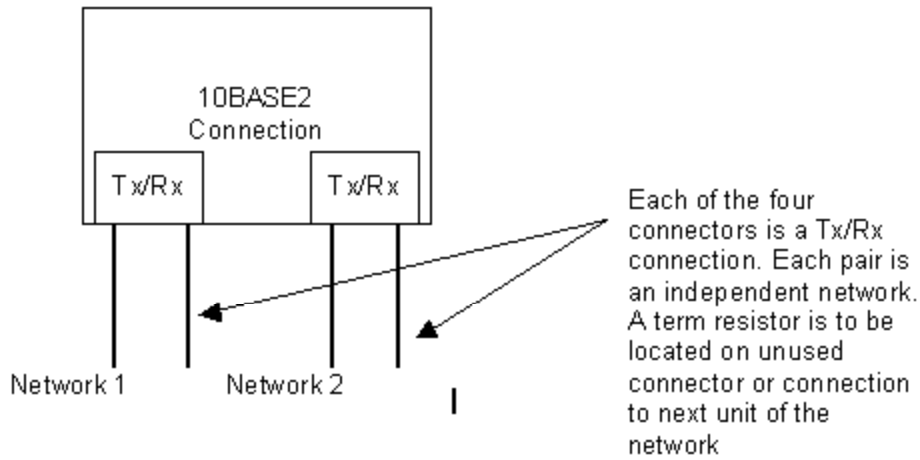 10BASE2
Connection
Tx/Rx
Tx/Rx
Each of the four
connectors is a Tx/Rx
connection. Each pair is
an independent network.
A term resistor is to be
located on unused
connector or connection
to next unit of the
network
Network 1
Network 2